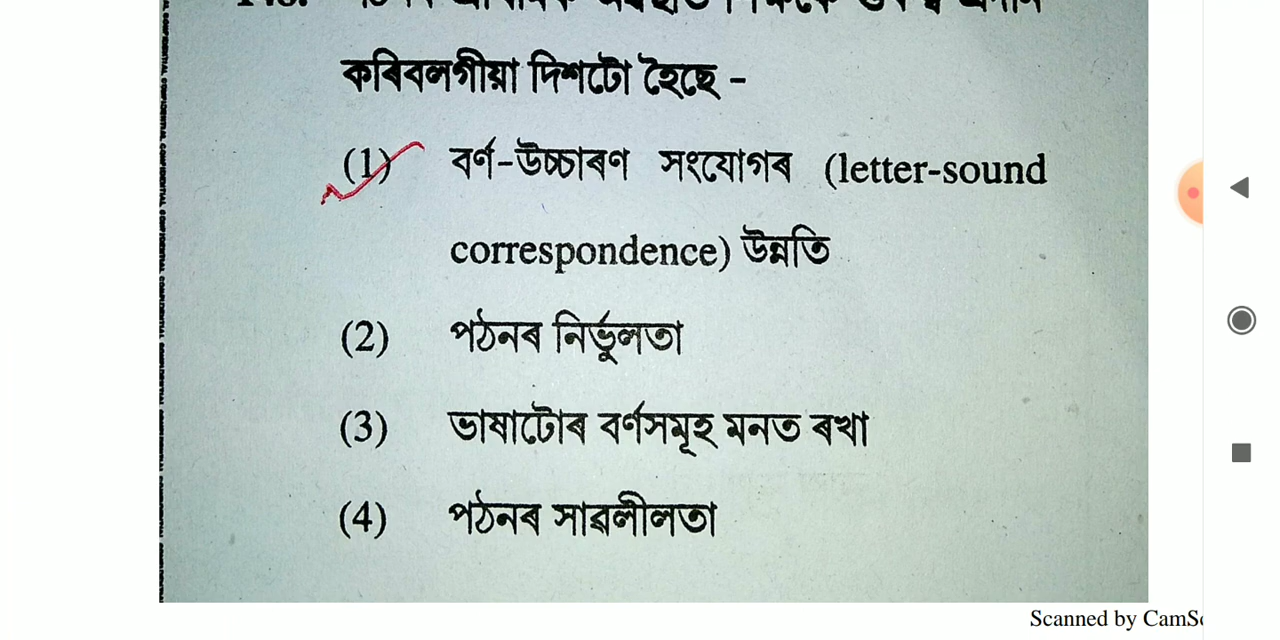 কৰিবলগীয়া দিশটো হৈছে -
(1) বৰ্ণ-উচ্চাৰণ সংযোগৰ (letter-sound
correspondence) উন্নতি
(2) পঠনৰ নিৰ্ভুলতা
(3) ভাষাটোৰ বৰ্ণসমূহ মনত ৰখা
(4) পঠনৰ সাৱলীলতা
Scanned by